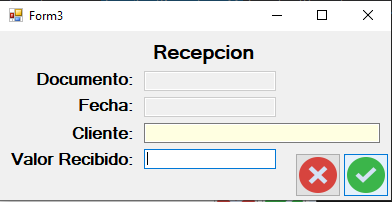 Form3
Recepcion
Documento:
Fecha:
Cliente:
Valor Recibido: